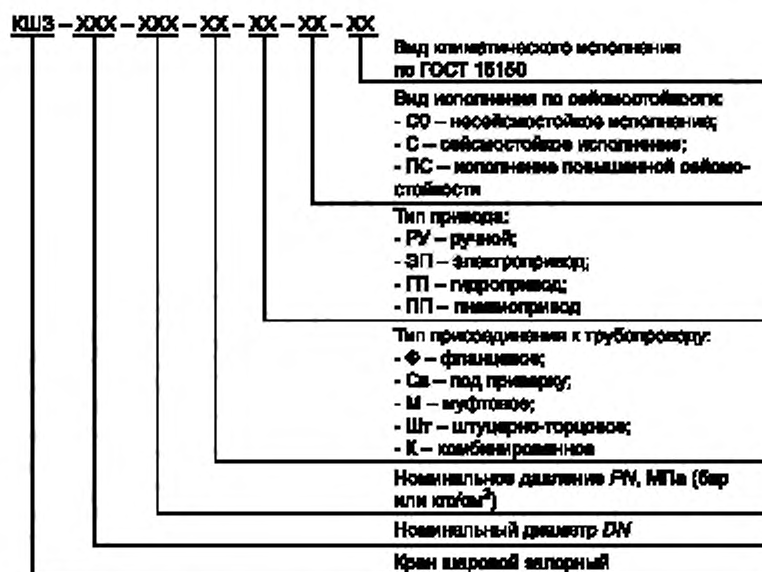 КШЗ – ХХХ – ХХХ – ХХ – ХХ – ХХ – ХХ
Вид климатического исполнения
по ГОСТ 15150
Вид исполнения по сейсмостойкости:
- С0 – несейсмостойкое исполнение;
- С – сейсмостойкое исполнение;
- ПС – исполнение повышенной сейсмо-
стойкости
Тип привода:
- РУ – ручной;
- ЭП – электропривод;
- ГП – гидропривод;
- ПП – пневмопривод
Тип присоединения к трубопроводу:
- Ф – фланцевое;
- Св – под приварку;
- М – муфтовое;
- Шт – штуцерно-торцовое;
- К – комбинированное
Номинальное давление PN, МПа (бар
или кгс/см²)
Номинальный диаметр DN
Кран шаровой запорный